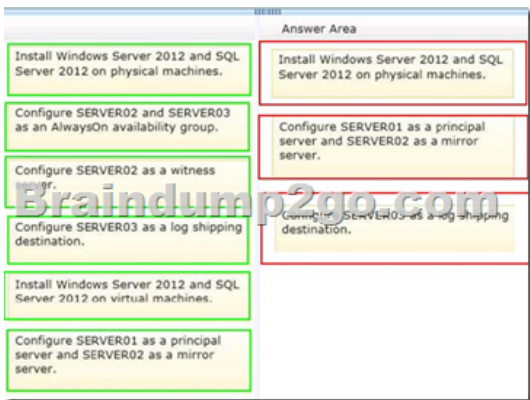 Answer Area
Install Windows Server 2012 and SQL
Server 2012 on physical machines.
Configure SERVER02 and SERVER03
as an AlwaysOn availability group.
Configure SERVER02 as a witness
server.
Configure SERVER03 as a log shipping
destination.
Install Windows Server 2012 and SQL
Server 2012 on virtual machines.
Configure SERVER01 as a principal
server and SERVER02 as a mirror
server.
Install Windows Server 2012 and SQL
Server 2012 on physical machines.
Configure SERVER01 as a principal
server and SERVER02 as a mirror
server.
Configure SERVER03 as a log shipping
destination.
Braindump2go.com